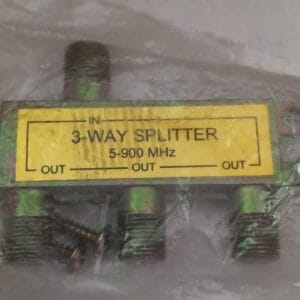 IN
3-WAY SPLITTER
5-900 MHz
OUT OUT OUT